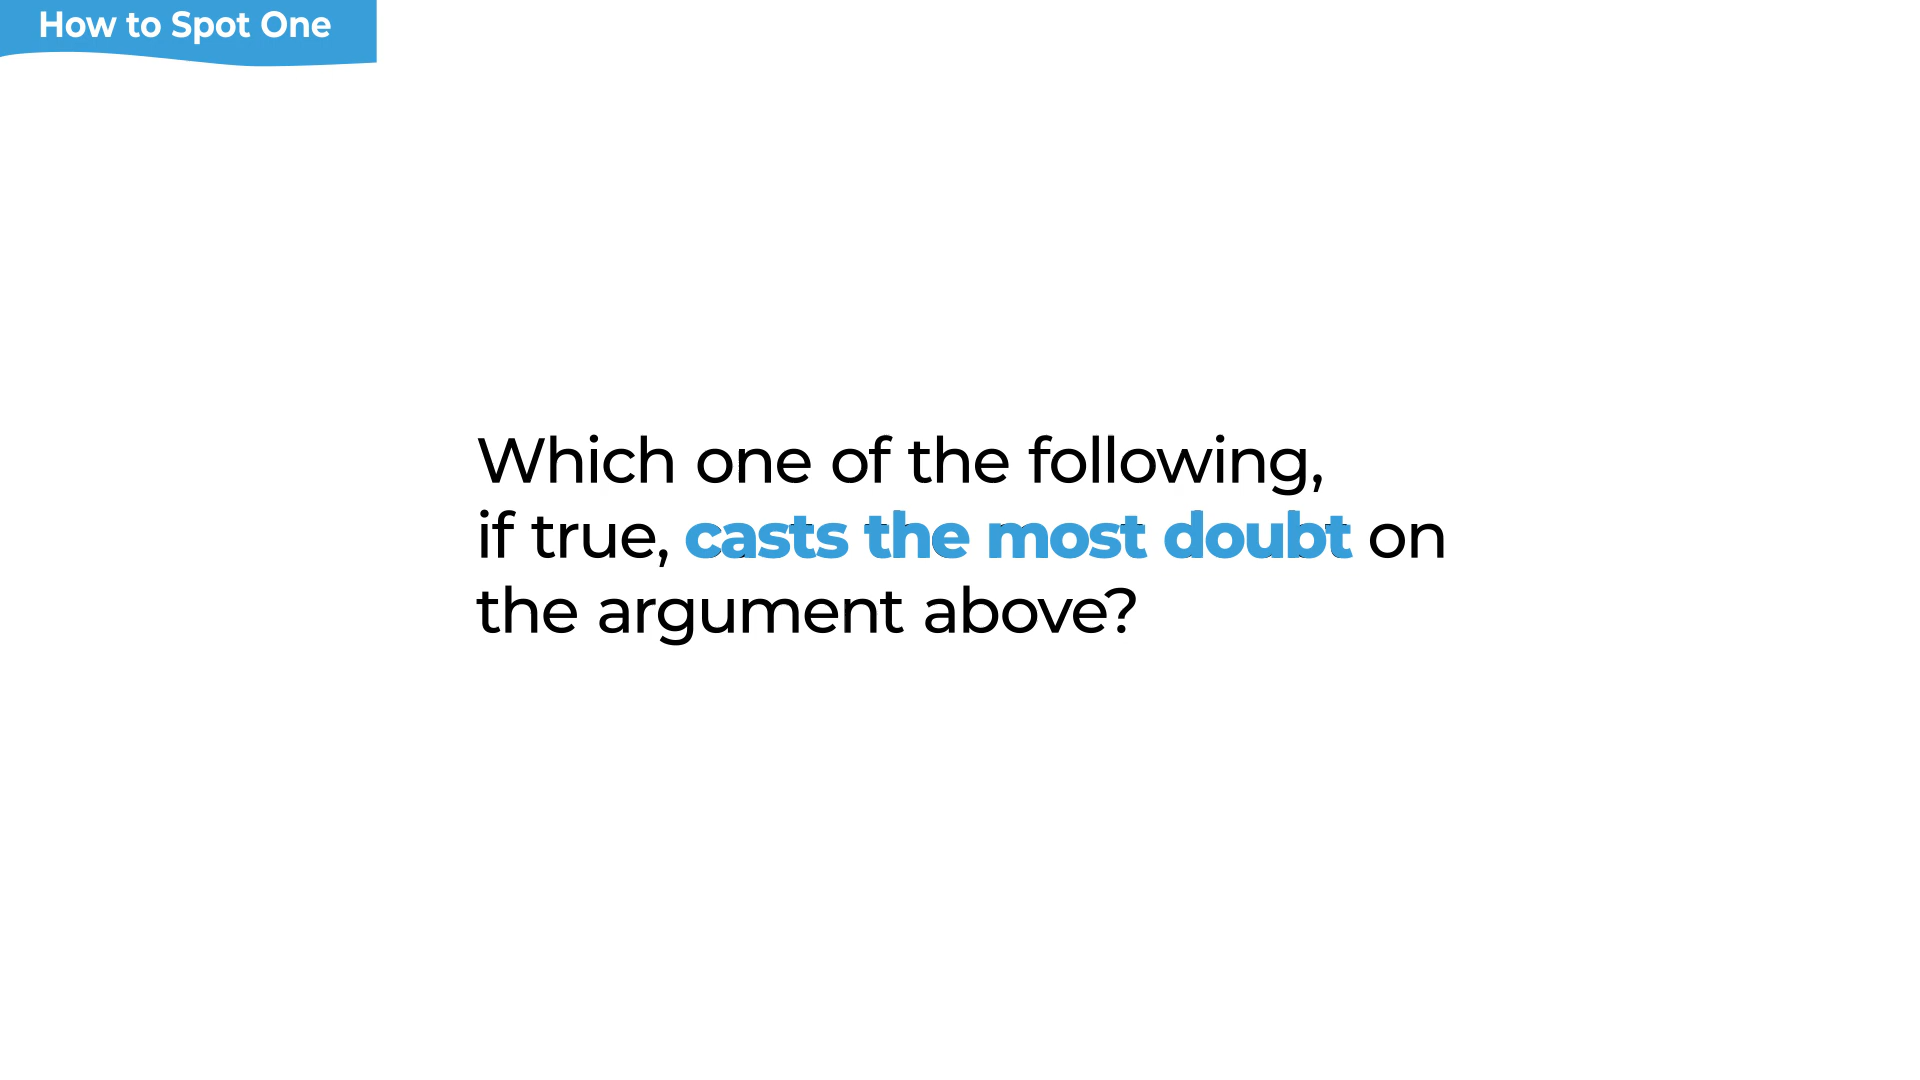 How to Spot One
Which one of the following,
if true, casts the most doubt on
the argument above?